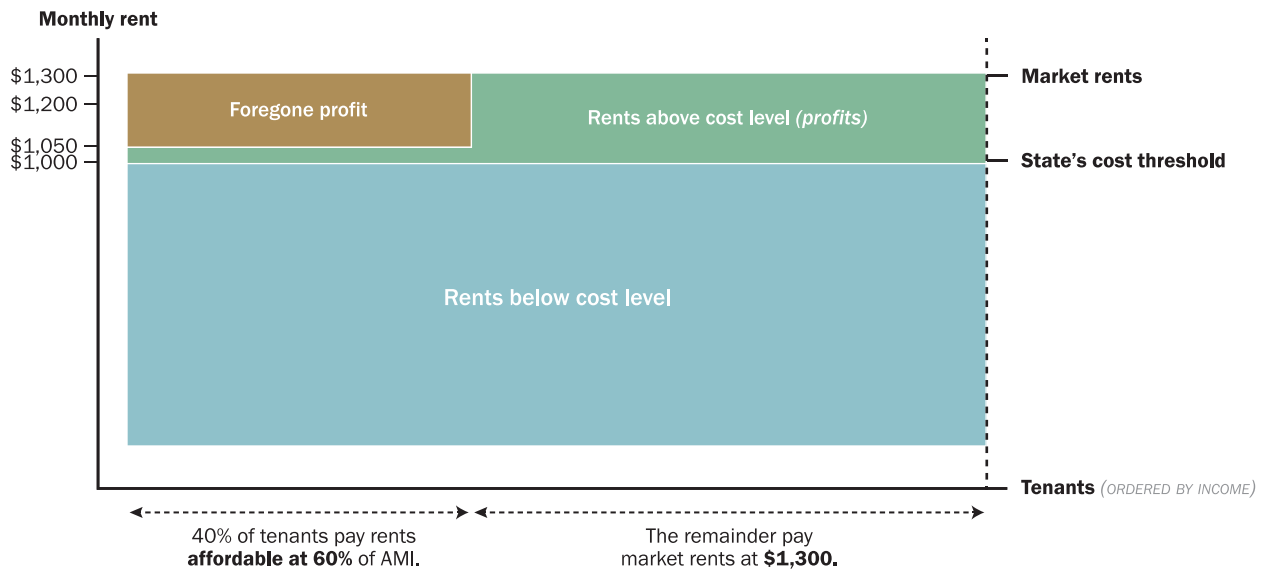 Monthly rent
$1,300
$1,200
$1,050
$1,000
Foregone profit
Rents above cost level (profits)
Rents below cost level
Market rents
State's cost threshold
Tenants (ORDERED BY INCOME)
40% of tenants pay rents
affordable at 60% of AMI.
The remainder pay
market rents at $1,300.